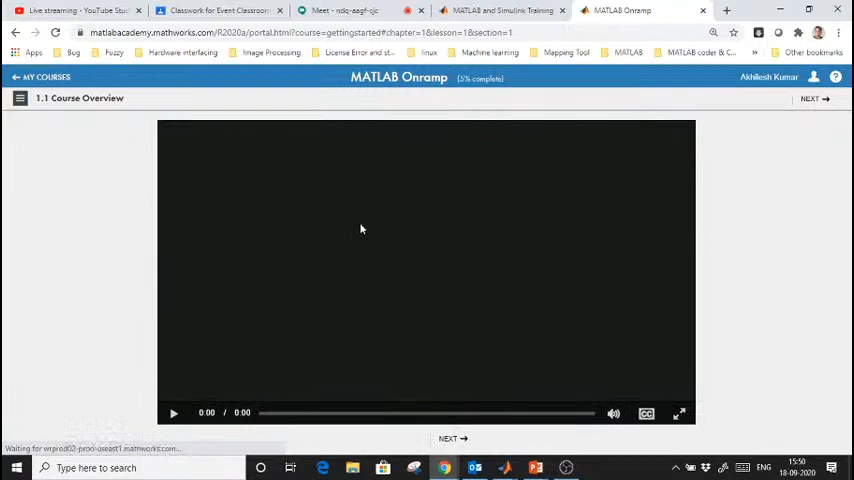 Live streaming - YouTube Stud
Classwork for Event-Classroom
Meet - ndq-aagf-cjc
MATLAB and Simulink Training
MATLAB Onramp
matlabacademy.mathworks.com/R2020a/portal.html?course=gettingstarted#chapter=1&lesson=1&section=1
Apps
Bug
Fuzzy
Hardware interfacing
Image Processing
License Error and st...
linux
Machine learning
Mapping Tool
MATLAB
MATLAB coder & C...
Other bookmarks
MY COURSES
MATLAB Onramp (5% complete)
Akhilesh Kumar
1.1 Course Overview
NEXT
0:00 / 0:00
CC
NEXT
Type here to search
ENG
15:50
18-09-2020